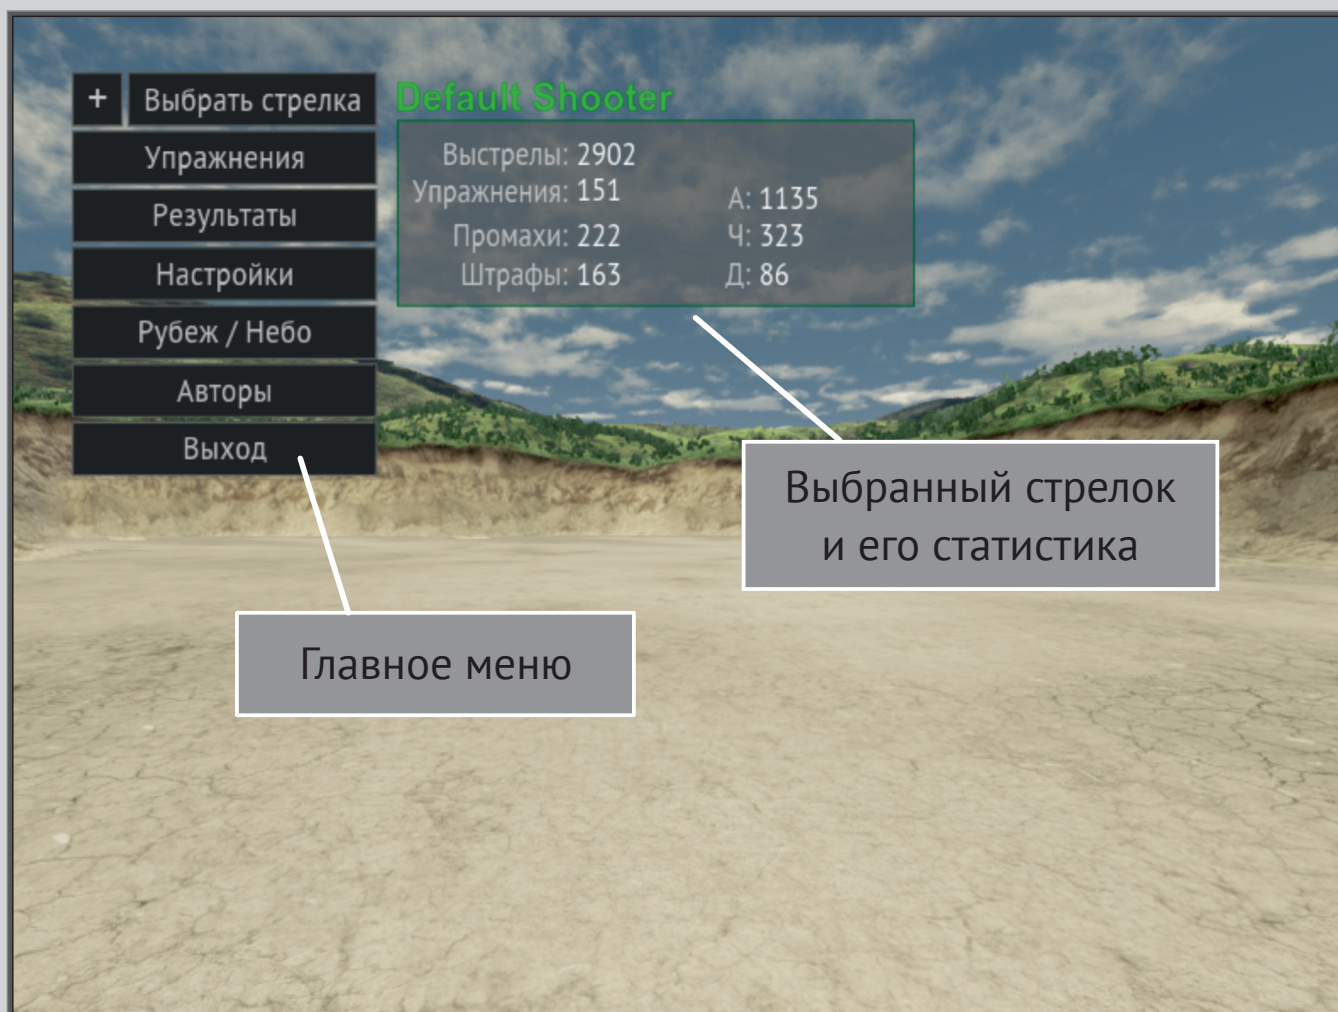 + Выбрать стрелка
Упражнения
Результаты
Настройки
Рубеж / Небо
Авторы
Выход
Default Shooter
Выстрелы: 2902
Упражнения: 151
Промахи: 222
Штрафы: 163
А: 1135
Ч: 323
Д: 86
Выбранный стрелок
и его статистика
Главное меню